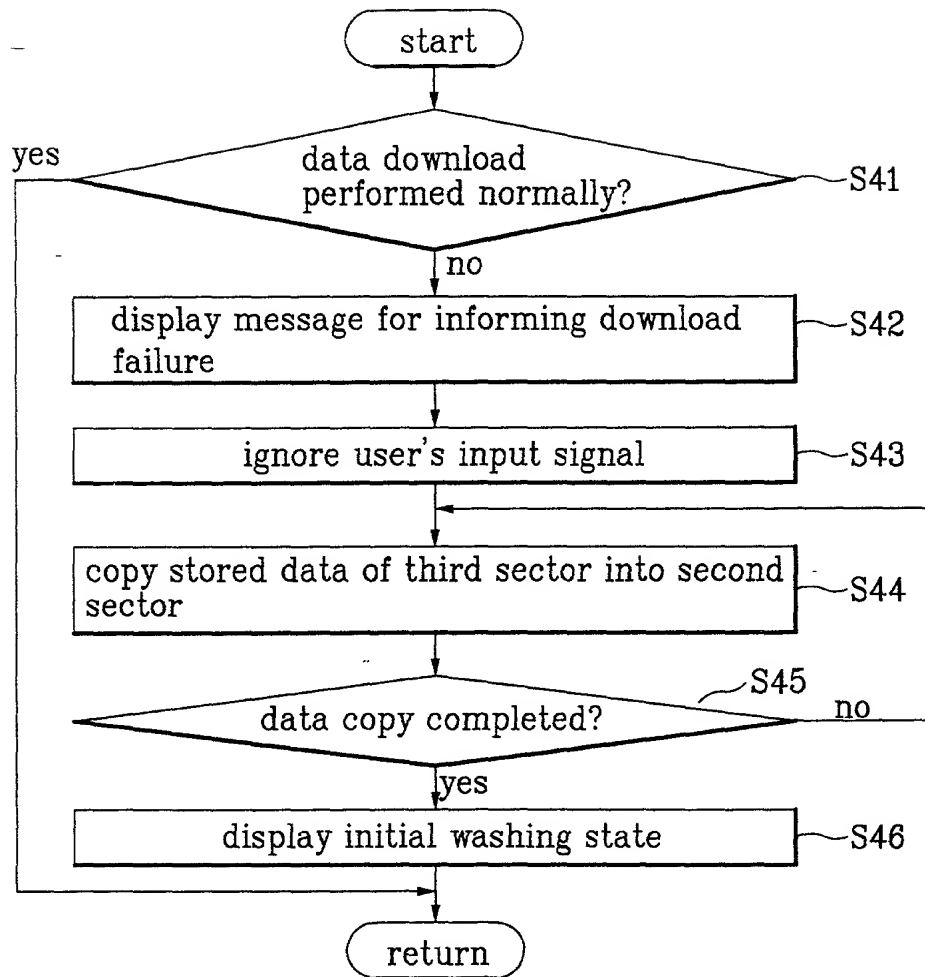 start
yes
data download
performed normally?
S41
no
display message for informing download
failure
S42
ignore user's input signal
S43
copy stored data of third sector into second
sector
S44
S45
data copy completed?
no
yes
display initial washing state
S46
return